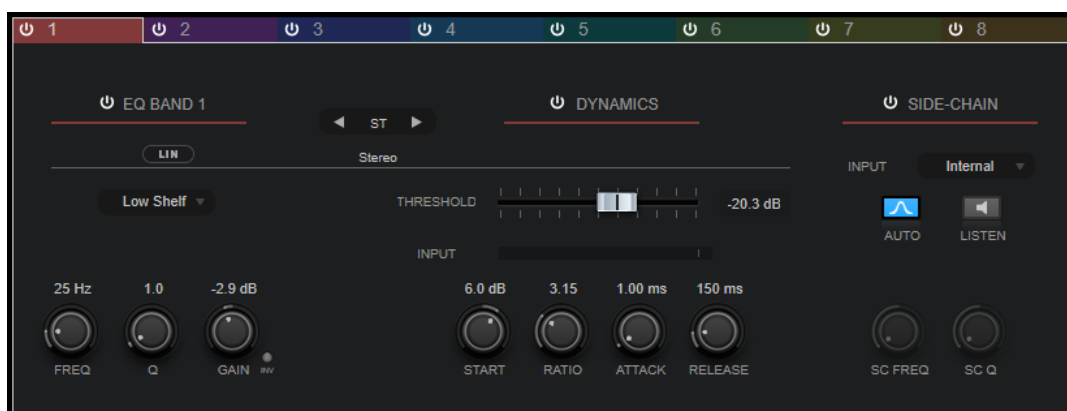 1 2 3 4 5 6 7 8
EQ BAND 1 DYNAMICS SIDE-CHAIN
ST
LIN Stereo
INPUT Internal
Low Shelf THRESHOLD -20.3 dB
AUTO LISTEN
INPUT
25 Hz 1.0 -2.9 dB 6.0 dB 3.15 1.00 ms 150 ms
FREQ Q GAIN INV START RATIO ATTACK RELEASE SC FREQ SC Q